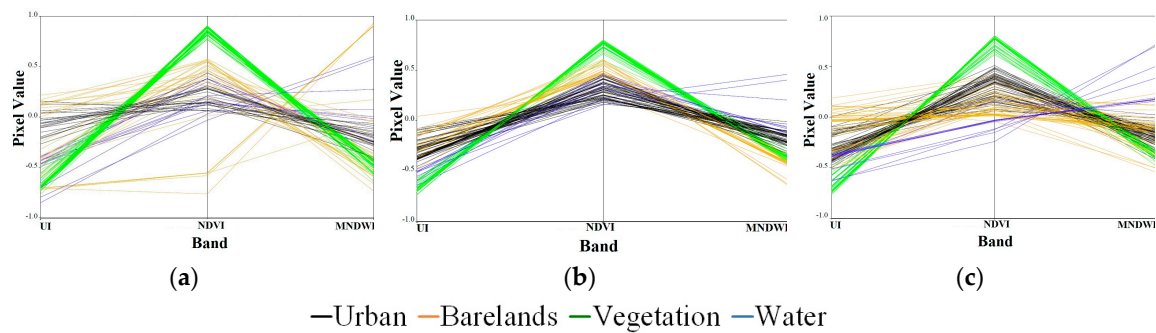 1.0
0.5
0.0
-0.5
-1.0
Pixel Value
UI NDVI MNDWI
Band
(a)
1.0
0.5
0.0
-0.5
-1.0
Pixel Value
UI NDVI MNDWI
Band
(b)
1.0
0.5
0.0
-0.5
-1.0
Pixel Value
UI NDVI MNDWI
Band
(c)
Urban Barelands Vegetation Water